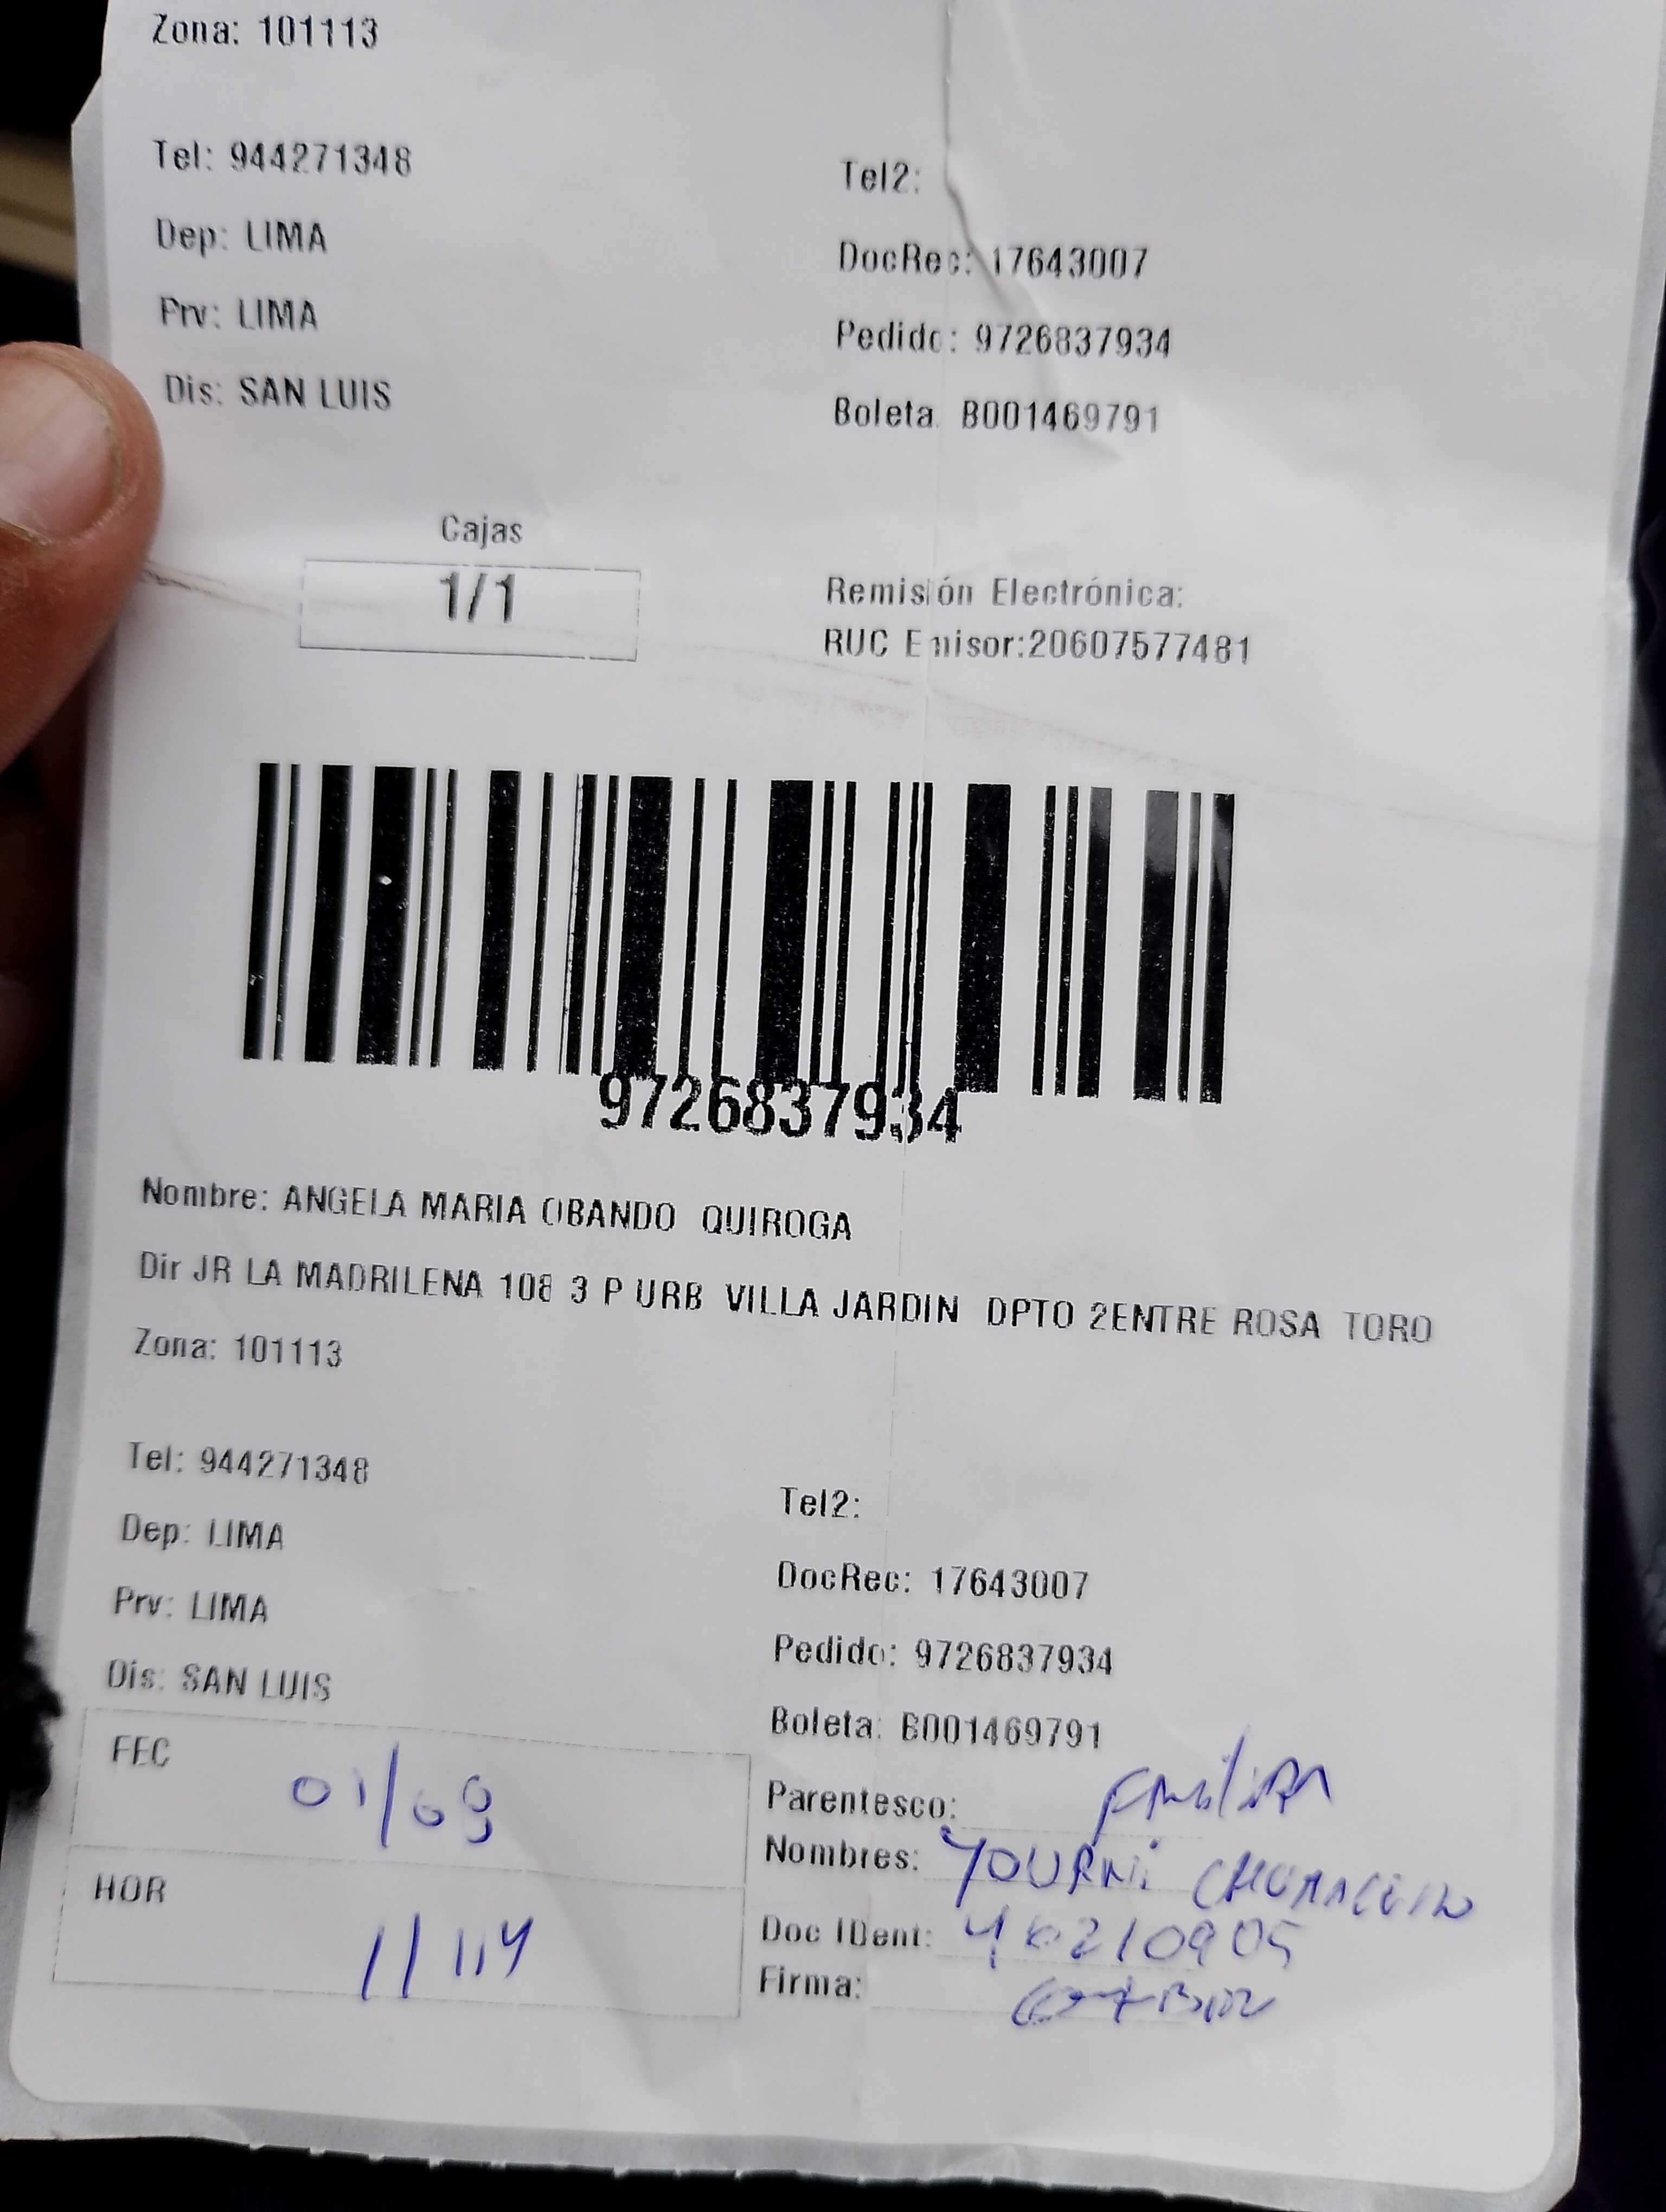 Zona: 101113
Tel: 944271348
Tel2:
Dep: LIMA
DocRec: 17643007
Prv: LIMA
Pedido: 9726837934
Dis: SAN LUIS
Boleta: B001469791
Cajas
1/1
Remisión Electrónica:
RUC Emisor:20607577481
9726837934
Nombre: ANGELA MARIA OBANDO QUIROGA
Dir JR LA MADRILENA 108 3 P URB VILLA JARDIN DPTO 2ENTRE ROSA TORO
Zona: 101113
Tel: 944271348
Tel2:
Dep: LIMA
DocRec: 17643007
Prv: LIMA
Pedido: 9726837934
Dis: SAN LUIS
Boleta: B001469791
FEC 01/09
Parentesco:
Nombres:
HOR 11:14
Doc IDent:
Firma: